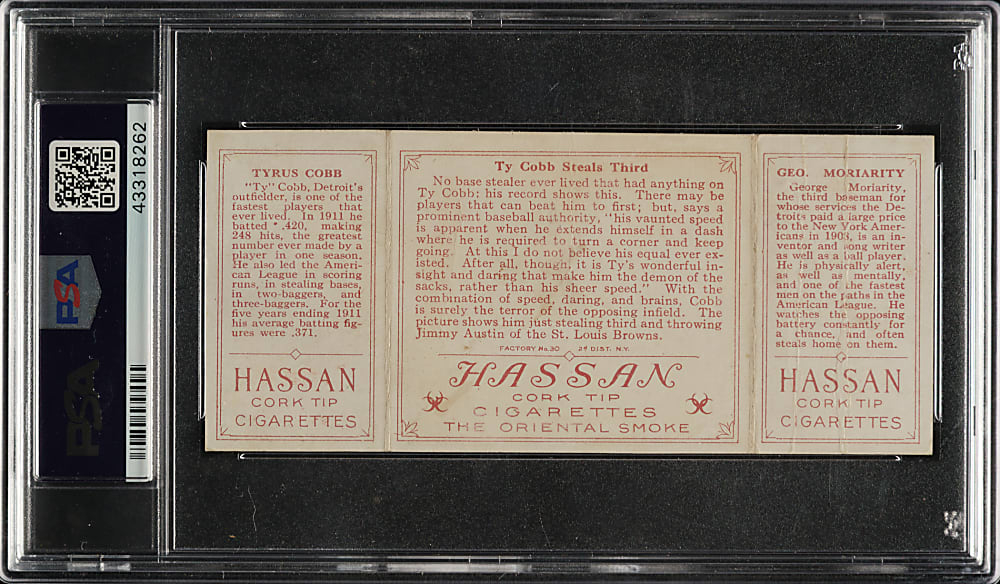 PSA
43318262
PSA
TYRUS COBB
"Ty" Cobb, Detroit's
outfielder, is one of the
fastest players that
ever lived. In 1911 he
batted * .420, making
248 hits, the greatest
number ever made by a
player in one season.
He also led the Ameri-
can League in scoring
runs, in stealing bases,
in two-baggers, and
three-baggers. For the
five years ending 1911
his average batting fig-
ures were .371.
HASSAN
CORK TIP
CIGARETTES
Ty Cobb Steals Third
No base stealer ever lived that had anything on
Ty Cobb; his record shows this. There may be
players that can beat him to first; but, says a
prominent baseball authority, "his vaunted speed
is apparent when he extends himself in a dash
where he is required to turn a corner and keep
going. At this I do not believe his equal ever ex-
isted. After all, though, it is Ty's wonderful in-
sight and daring that make him the demon of the
sacks, rather than his sheer speed." With the
combination of speed, daring, and brains, Cobb
is surely the terror of the opposing infield. The
picture shows him just stealing third and throwing
Jimmy Austin of the St. Louis Browns.
FACTORY No. 30 2d DIST. N.Y.
HASSAN
CORK TIP
CIGARETTES
THE ORIENTAL SMOKE
GEO. MORIARITY
George Moriarity,
the third baseman for
whose services the De-
troits paid a large price
to the New York Amer-
icans in 1908, is an in-
ventor and song writer
as well as a ball player.
He is physically alert,
as well as mentally,
and one of the fastest
men on the paths in the
American League. He
watches the opposing
battery constantly for
a chance, and often
steals home on them.
HASSAN
CORK TIP
CIGARETTES